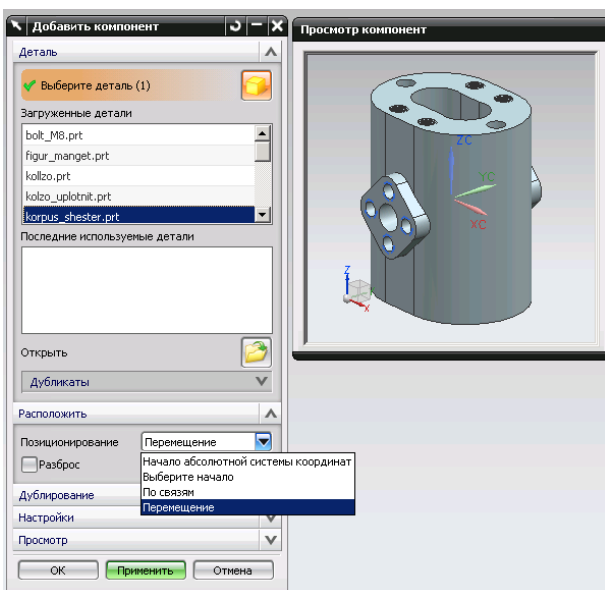 Добавить компонент
Деталь
Выберите деталь (1)
Загруженные детали
bolt_M8.prt
figur_manget.prt
kollzo.prt
kolzo_uplotnit.prt
korpus_shester.prt
Последние используемые детали
Открыть
Дубликаты
Расположить
Позиционирование Перемещение
Разброс
Начало абсолютной системы координат
Выберите начало
По связям
Перемещение
Дублирование
Настройки
Просмотр
ОК Применить Отмена
Просмотр компонент
ZC
YC
XC
Z
X